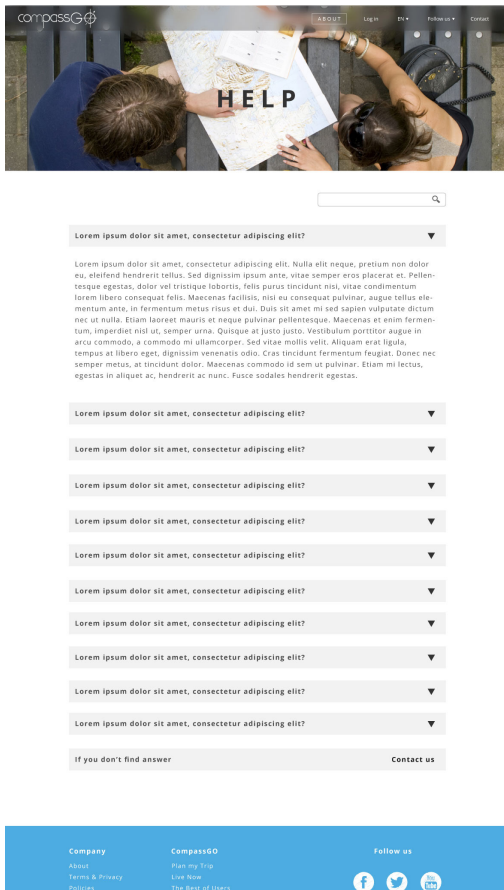 compassGO
ABOUT Log in EN Follow us Contact
HELP
Lorem ipsum dolor sit amet, consectetur adipiscing elit?
Lorem ipsum dolor sit amet, consectetur adipiscing elit. Nulla elit neque, pretium non dolor
eu, eleifend hendrerit tellus. Sed dignissim ipsum ante, vitae semper eros placerat et. Pellen-
tesque egestas, dolor vel tristique lobortis, felis purus tincidunt nisi, vitae condimentum
lorem libero consequat felis. Maecenas facilisis, nisi eu consequat pulvinar, augue tellus ele-
mentum ante, in fermentum metus risus et dui. Duis sit amet mi sed sapien vulputate dictum
nec ut nulla. Etiam laoreet mauris et neque pulvinar pellentesque. Maecenas et enim fermen-
tum, imperdiet nisl ut, semper urna. Quisque at justo justo. Vestibulum porttitor augue in
arcu commodo, a commodo mi ullamcorper. Sed vitae mollis velit. Aliquam erat ligula,
tempus at libero eget, dignissim venenatis odio. Cras tincidunt fermentum feugiat. Donec nec
semper metus, at tincidunt dolor. Maecenas commodo id sem ut pulvinar. Etiam mi lectus,
egestas in aliquet ac, hendrerit ac nunc. Fusce sodales hendrerit egestas.
Lorem ipsum dolor sit amet, consectetur adipiscing elit?
Lorem ipsum dolor sit amet, consectetur adipiscing elit?
Lorem ipsum dolor sit amet, consectetur adipiscing elit?
Lorem ipsum dolor sit amet, consectetur adipiscing elit?
Lorem ipsum dolor sit amet, consectetur adipiscing elit?
Lorem ipsum dolor sit amet, consectetur adipiscing elit?
Lorem ipsum dolor sit amet, consectetur adipiscing elit?
Lorem ipsum dolor sit amet, consectetur adipiscing elit?
Lorem ipsum dolor sit amet, consectetur adipiscing elit?
Lorem ipsum dolor sit amet, consectetur adipiscing elit?
If you don't find answer Contact us
Company CompassGO Follow us
About Plan my Trip
Terms & Privacy Live Now
Policies The Best of Users
You Tube